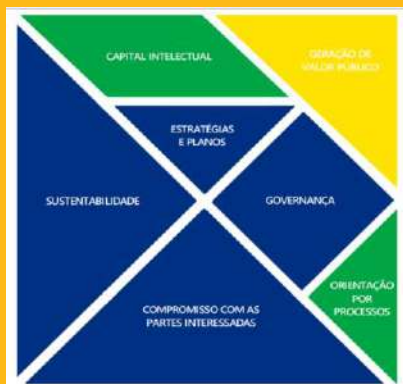 CAPITAL INTELECTUAL
GERAÇÃO DE
VALOR PÚBLICO
ESTRATÉGIAS
E PLANOS
SUSTENTABILIDADE
GOVERNANÇA
ORIENTAÇÃO
POR
PROCESSOS
COMPROMISSO COM AS
PARTES INTERESSADAS